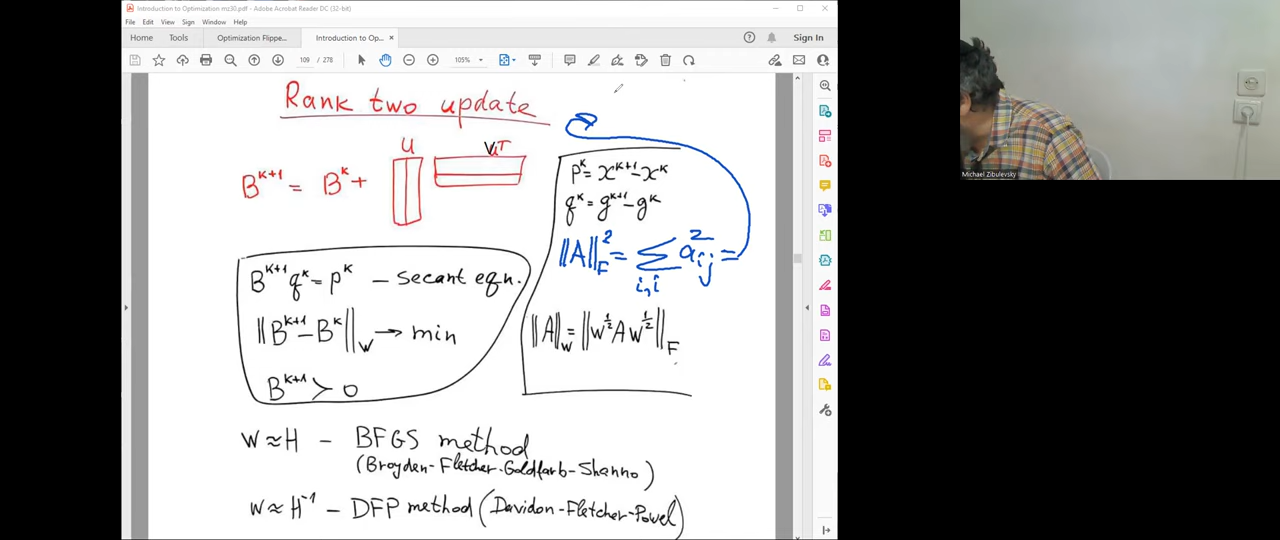 Introduction to Optimization mz30.pdf - Adobe Acrobat Reader DC (32-bit)
File Edit View Sign Window Help
Home Tools Optimization Flippe... Introduction to Op... × Sign In
109 / 278 105%
Rank two update
B^{k+1} = B^k +
U
p^k = x^{k+1} - x^k
q^k = g^{k+1} - g^k
||A||_F^2 = Σ_{i,j} a_{ij}^2 =
||A||_W = ||W^{1/2} A W^{1/2}||_F
B^{k+1} q^k = p^k — secant eqn.
||B^{k+1} - B^k||_W → min
B^{k+1} ≻ 0
W ≈ H – BFGS method
(Broyden-Fletcher-Goldfarb-Shanno)
W ≈ H^{-1} – DFP method (Davidon-Fletcher-Powel)
Michael Zibulevsky